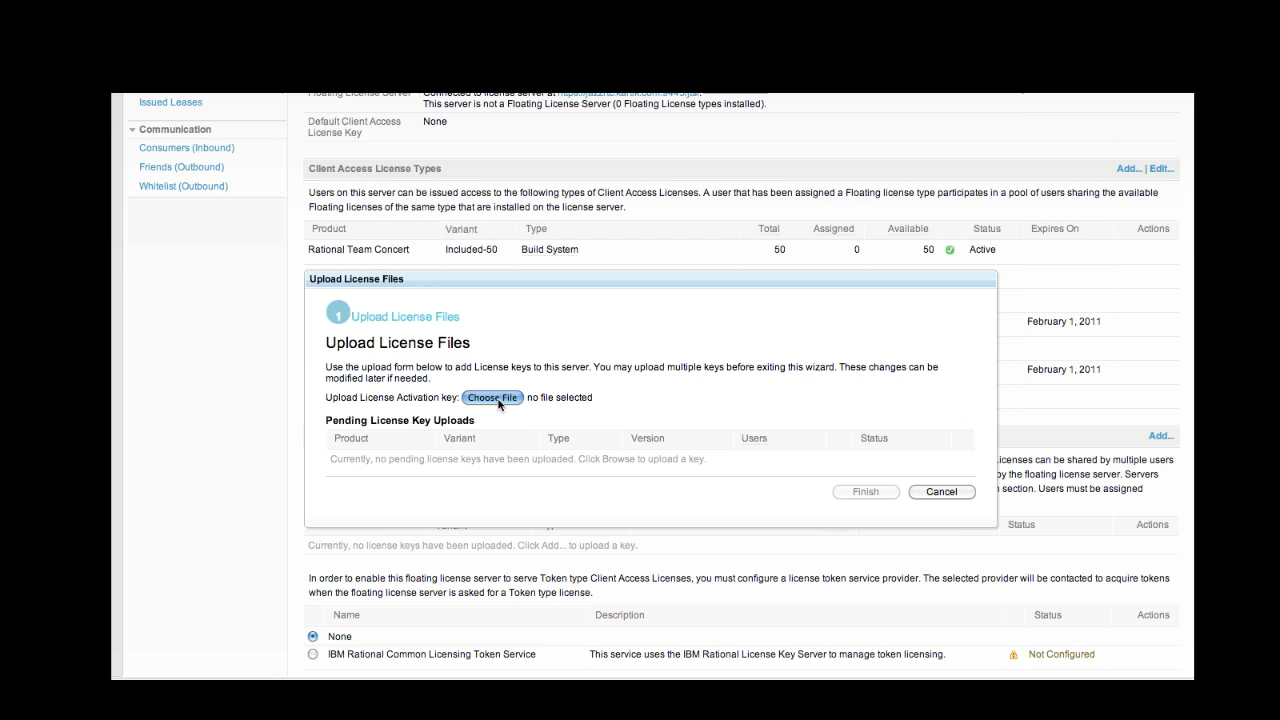 Issued Leases
Communication
Consumers (Inbound)
Friends (Outbound)
Whitelist (Outbound)
Floating License Server
Connected to license server at
This server is not a Floating License Server (0 Floating License types installed).
Default Client Access
License Key
None
Client Access License Types
Add... | Edit...
Users on this server can be issued access to the following types of Client Access Licenses. A user that has been assigned a Floating license type participates in a pool of users sharing the available
Floating licenses of the same type that are installed on the license server.
Product Variant Type Total Assigned Available Status Expires On Actions
Rational Team Concert Included-50 Build System 50 0 50 Active
February 1, 2011
February 1, 2011
Upload License Files
1 Upload License Files
Upload License Files
Use the upload form below to add License keys to this server. You may upload multiple keys before exiting this wizard. These changes can be
modified later if needed.
Upload License Activation key: Choose File no file selected
Pending License Key Uploads
Product Variant Type Version Users Status
Currently, no pending license keys have been uploaded. Click Browse to upload a key.
Finish Cancel
Add...
licenses can be shared by multiple users
by the floating license server. Servers
section. Users must be assigned
Status Actions
Currently, no license keys have been uploaded. Click Add... to upload a key.
In order to enable this floating license server to serve Token type Client Access Licenses, you must configure a license token service provider. The selected provider will be contacted to acquire tokens
when the floating license server is asked for a Token type license.
Name Description Status Actions
None
IBM Rational Common Licensing Token Service This service uses the IBM Rational License Key Server to manage token licensing. Not Configured